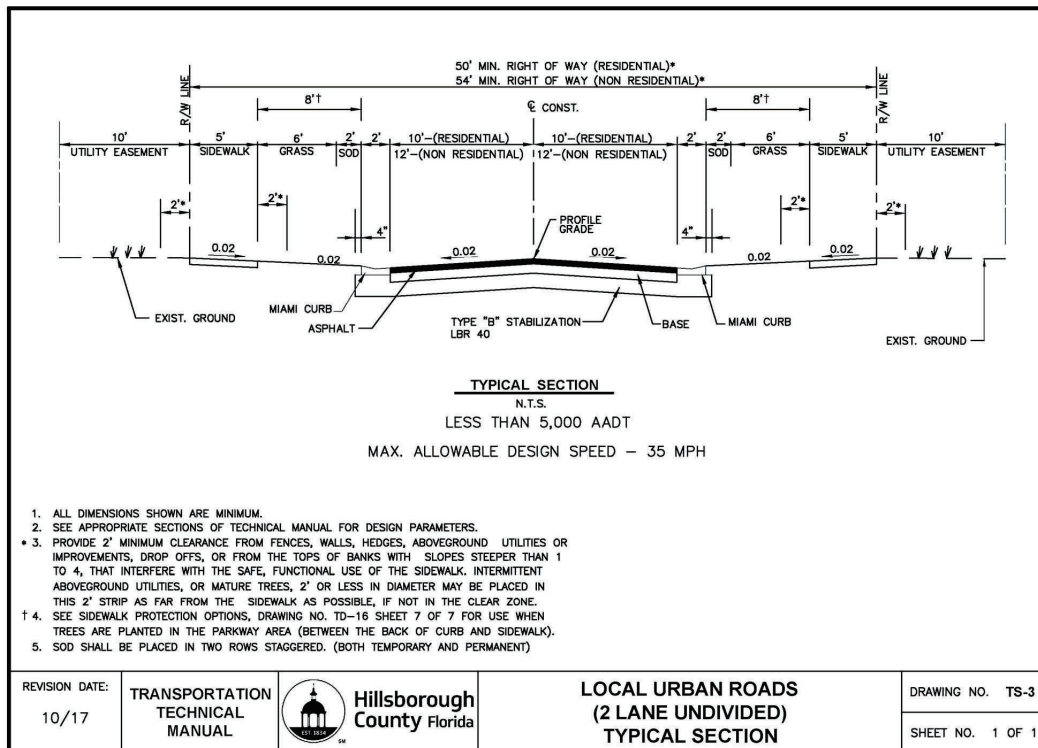 50' MIN. RIGHT OF WAY (RESIDENTIAL)*
54' MIN. RIGHT OF WAY (NON RESIDENTIAL)*
R/W LINE
R/W LINE
8'†
℄ CONST.
8'†
10'
5'
6'
2'
2'
10'-(RESIDENTIAL)
10'-(RESIDENTIAL)
2'
2'
6'
5'
10'
UTILITY EASEMENT
SIDEWALK
GRASS
SOD
12'-(NON RESIDENTIAL)
12'-(NON RESIDENTIAL)
SOD
GRASS
SIDEWALK
UTILITY EASEMENT
2'*
2'*
2'*
2'*
4"
PROFILE
GRADE
4"
0.02
0.02
0.02
0.02
0.02
0.02
EXIST. GROUND
MIAMI CURB
ASPHALT
TYPE "B" STABILIZATION
LBR 40
BASE
MIAMI CURB
EXIST. GROUND
TYPICAL SECTION
N.T.S.
LESS THAN 5,000 AADT
MAX. ALLOWABLE DESIGN SPEED – 35 MPH
1. ALL DIMENSIONS SHOWN ARE MINIMUM.
2. SEE APPROPRIATE SECTIONS OF TECHNICAL MANUAL FOR DESIGN PARAMETERS.
* 3. PROVIDE 2' MINIMUM CLEARANCE FROM FENCES, WALLS, HEDGES, ABOVEGROUND UTILITIES OR
IMPROVEMENTS, DROP OFFS, OR FROM THE TOPS OF BANKS WITH SLOPES STEEPER THAN 1
TO 4, THAT INTERFERE WITH THE SAFE, FUNCTIONAL USE OF THE SIDEWALK. INTERMITTENT
ABOVEGROUND UTILITIES, OR MATURE TREES, 2' OR LESS IN DIAMETER MAY BE PLACED IN
THIS 2' STRIP AS FAR FROM THE SIDEWALK AS POSSIBLE, IF NOT IN THE CLEAR ZONE.
† 4. SEE SIDEWALK PROTECTION OPTIONS, DRAWING NO. TD-16 SHEET 7 OF 7 FOR USE WHEN
TREES ARE PLANTED IN THE PARKWAY AREA (BETWEEN THE BACK OF CURB AND SIDEWALK).
5. SOD SHALL BE PLACED IN TWO ROWS STAGGERED. (BOTH TEMPORARY AND PERMANENT)
REVISION DATE:
10/17
TRANSPORTATION
TECHNICAL
MANUAL
EST. 1834
SM
Hillsborough
County Florida
LOCAL URBAN ROADS
(2 LANE UNDIVIDED)
TYPICAL SECTION
DRAWING NO. TS-3
SHEET NO. 1 OF 1